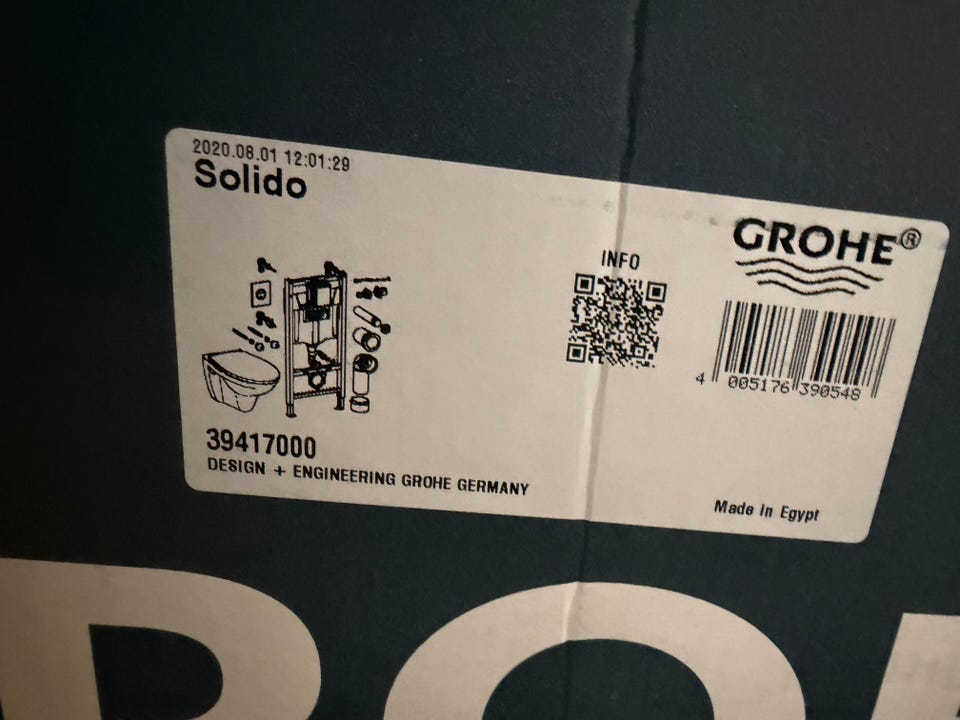 2020.08.01 12:01:29
Solido
INFO
GROHE®
4 005176 390548
39417000
DESIGN + ENGINEERING GROHE GERMANY
Made in Egypt